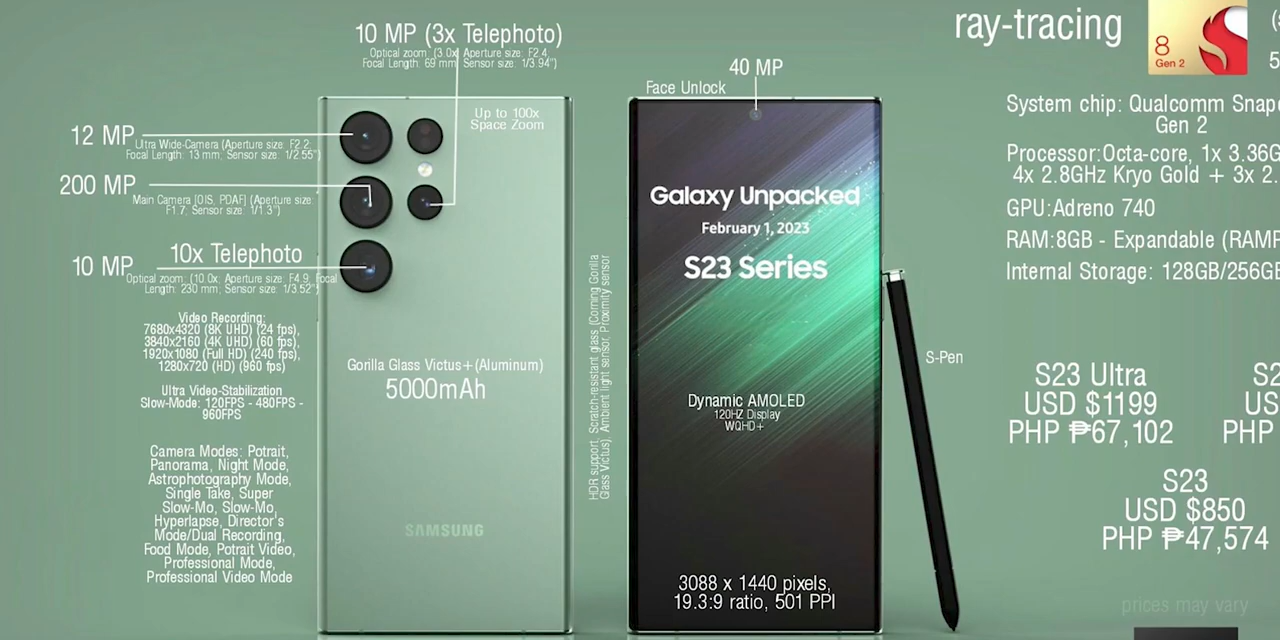 10 MP (3x Telephoto)
Optical zoom: (3.0x; Aperture size: F2.4;
Focal Length: 69 mm; Sensor size: 1/3.94")
Up to 100x
Space Zoom
12 MP
Ultra Wide-Camera (Aperture size: F2.2;
Focal Length: 13 mm; Sensor size: 1/2.55")
200 MP
Main Camera [OIS, PDAF] (Aperture size:
F1.7; Sensor size: 1/1.3")
10x Telephoto
10 MP
Optical zoom: (10.0x; Aperture size: F4.9; Focal
Length: 230 mm; Sensor size: 1/3.52")
Video Recording:
7680x4320 (8K UHD) (24 fps),
3840x2160 (4K UHD) (60 fps),
1920x1080 (Full HD) (240 fps),
1280x720 (HD) (960 fps)
Ultra Video-Stabilization
Slow-Mode: 120FPS - 480FPS -
960FPS
Camera Modes: Potrait,
Panorama, Night Mode,
Astrophotography Mode,
Single Take, Super
Slow-Mo, Slow-Mo,
Hyperlapse, Director's
Mode/Dual Recording,
Food Mode, Potrait Video,
Professional Mode,
Professional Video Mode
Gorilla Glass Victus+(Aluminum)
5000mAh
SAMSUNG
HDR support, Scratch-resistant glass (Corning Gorilla
Glass Victus), Ambient light sensor, Proximity sensor
40 MP
Face Unlock
Galaxy Unpacked
February 1, 2023
S23 Series
Dynamic AMOLED
120HZ Display
WQHD+
3088 x 1440 pixels,
19.3:9 ratio, 501 PPI
S-Pen
ray-tracing
8
Gen 2
System chip: Qualcomm Snap
Gen 2
Processor:Octa-core, 1x 3.36G
4x 2.8GHz Kryo Gold + 3x 2.
GPU:Adreno 740
RAM:8GB - Expandable (RAMP
Internal Storage: 128GB/256GB
S23 Ultra
USD $1199
PHP ₱67,102
S2
US
PHP
S23
USD $850
PHP ₱47,574
prices may vary